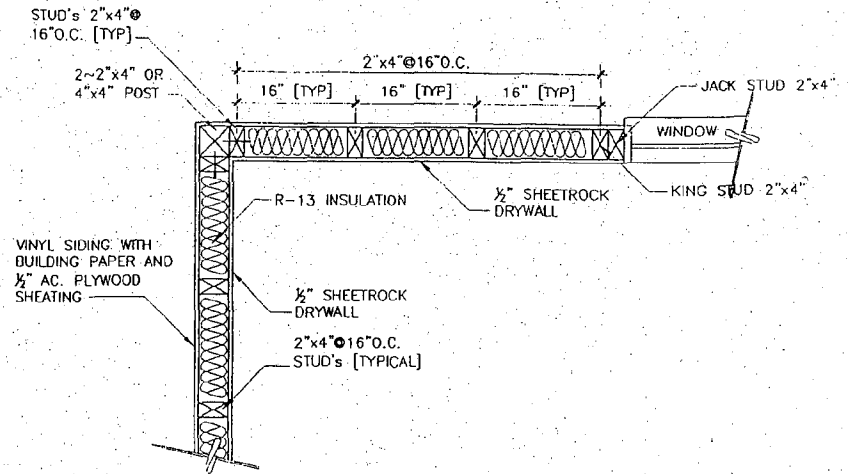 STUD's 2"x4"@
16"O.C. [TYP]
2"x4"@16"O.C.
2~2"x4" OR
4"x4" POST
16" [TYP]
16" [TYP]
16" [TYP]
JACK STUD 2"x4"
WINDOW
KING STUD 2"x4"
½" SHEETROCK
DRYWALL
R-13 INSULATION
VINYL SIDING WITH
BUILDING PAPER AND
½" AC. PLYWOOD
SHEATING
½" SHEETROCK
DRYWALL
2"x4"@16"O.C.
STUD's [TYPICAL]